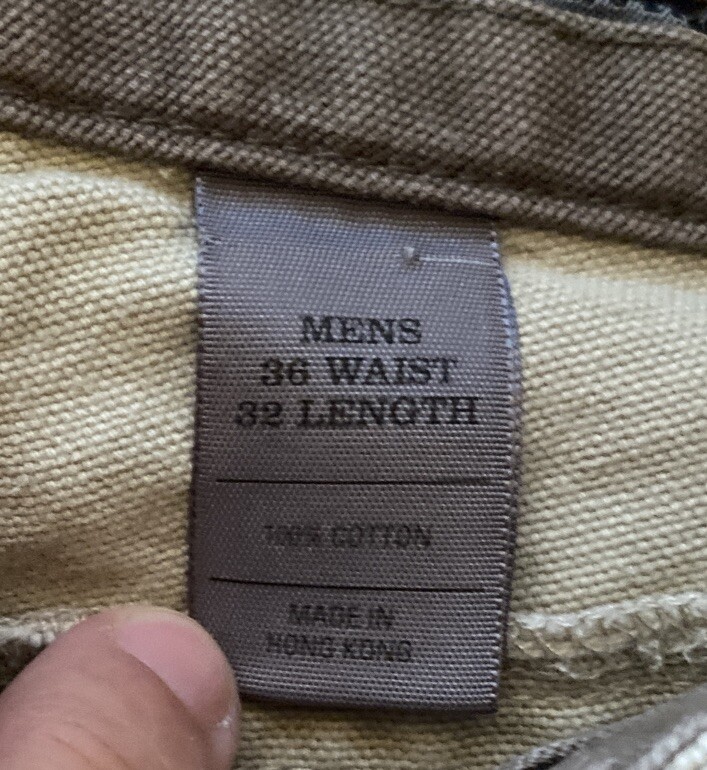 MENS
36 WAIST
32 LENGTH
100% COTTON
MADE IN
HONG KONG